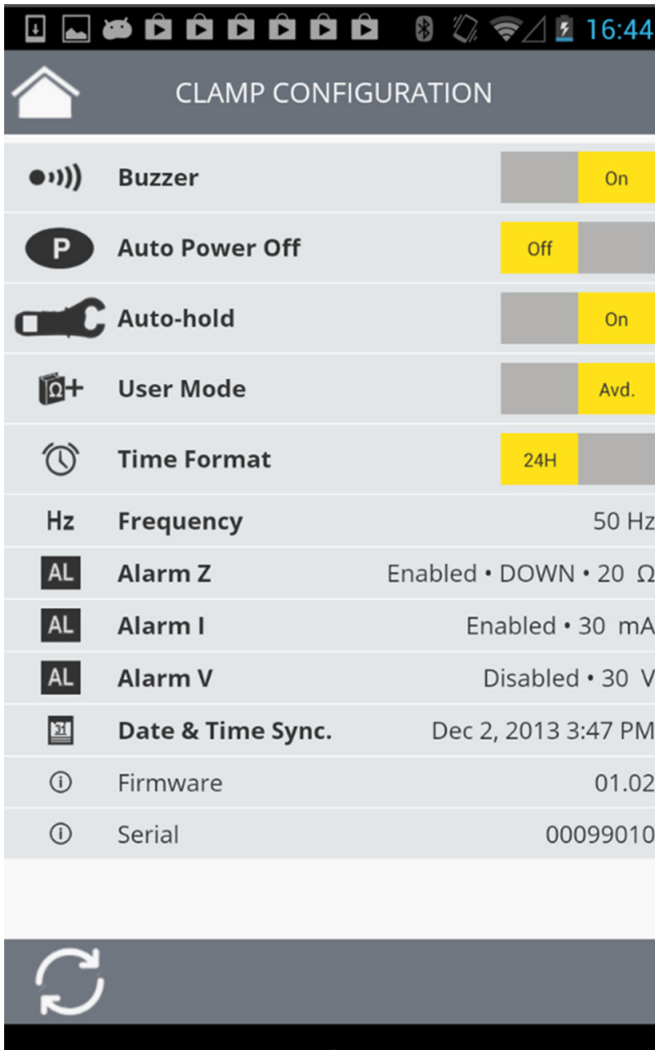 16:44
CLAMP CONFIGURATION
Buzzer On
P Auto Power Off Off
Auto-hold On
Ω+ User Mode Avd.
Time Format 24H
Hz Frequency 50 Hz
AL Alarm Z Enabled • DOWN • 20 Ω
AL Alarm I Enabled • 30 mA
AL Alarm V Disabled • 30 V
31 Date & Time Sync. Dec 2, 2013 3:47 PM
i Firmware 01.02
i Serial 00099010